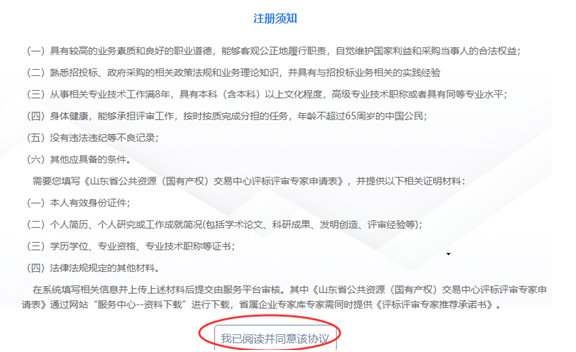 注册须知
（一）具有较高的业务素质和良好的职业道德，能够客观公正地履行职责，自觉维护国家利益和采购当事人的合法权益；
（二）熟悉招投标、政府采购的相关政策法规和业务理论知识，并具有与招投标业务相关的实践经验
（三）从事相关专业技术工作满8年，具有本科（含本科）以上文化程度，高级专业技术职称或者具有同等专业水平；
（四）身体健康，能够承担评审工作，按时按质完成分担的任务，年龄不超过65周岁的中国公民；
（五）没有违法违纪等不良记录；
（六）其他应具备的条件。
需要您填写《山东省公共资源（国有产权）交易中心评标评审专家申请表》，并提供以下相关证明材料：
（一）本人有效身份证件；
（二）个人简历、个人研究或工作成就简况(包括学术论文、科研成果、发明创造、评审经验等)；
（三）学历学位、专业资格、专业技术职称等证书；
（四）法律法规规定的其他材料。
在系统填写相关信息并上传上述材料后提交由服务平台审核。其中《山东省公共资源（国有产权）交易中心评标评审专家申
请表》通过网站“服务中心--资料下载”进行下载，省属企业专家库专家需同时提供《评标评审专家推荐承诺书》。
我已阅读并同意该协议